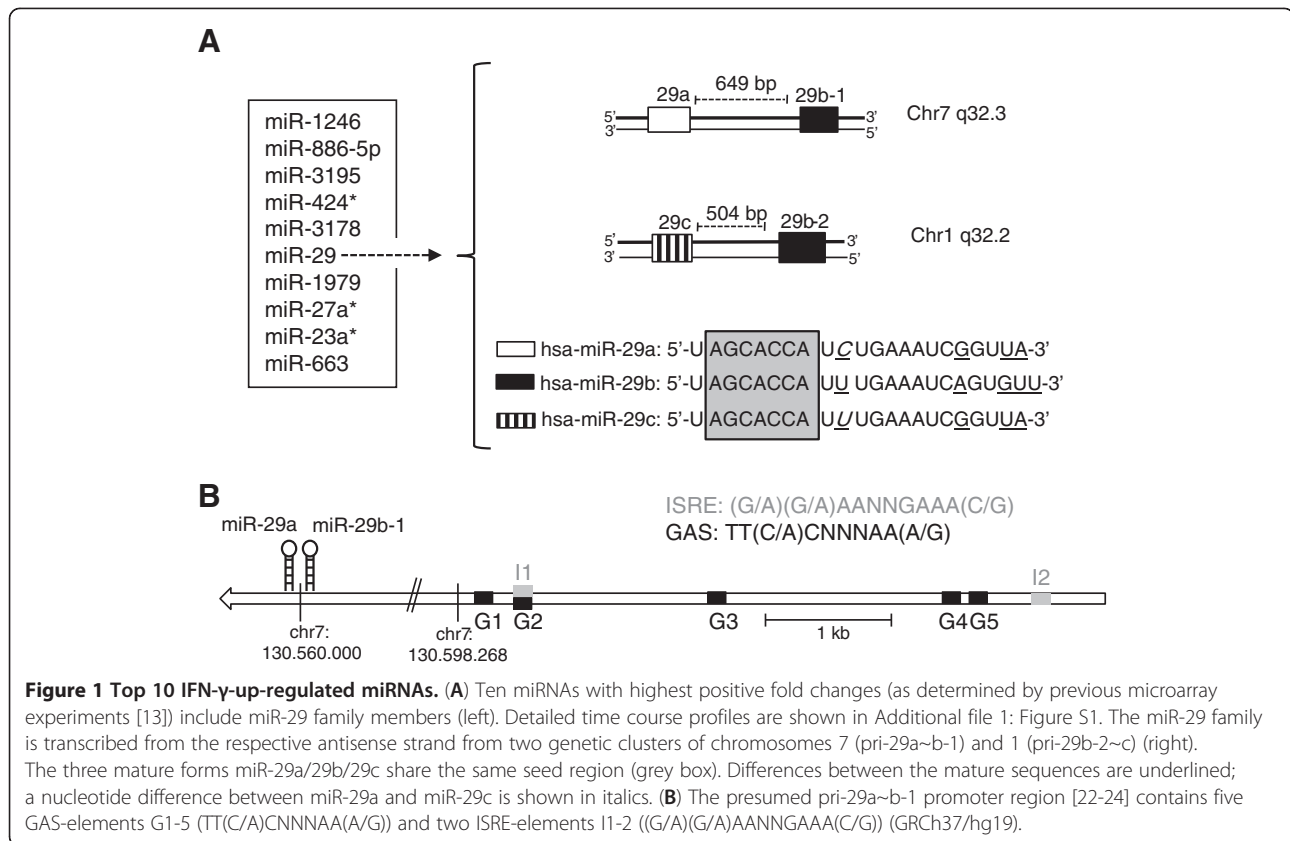 A
miR-1246
miR-886-5p
miR-3195
miR-424*
miR-3178
miR-29
miR-1979
miR-27a*
miR-23a*
miR-663
29a
649 bp
29b-1
5'
3'
3'
5'
Chr7 q32.3
29c
504 bp
29b-2
5'
3'
3'
5'
Chr1 q32.2
hsa-miR-29a: 5'-U AGCACCA UCUGAAAUCGGUUA-3'
hsa-miR-29b: 5'-U AGCACCA UUUGAAAUCAGUGUU-3'
hsa-miR-29c: 5'-U AGCACCA UUUGAAAUCGGUUA-3'
B
ISRE: (G/A)(G/A)AANNGAAA(C/G)
GAS: TT(C/A)CNNNAA(A/G)
miR-29a
miR-29b-1
I1
I2
G1
G2
G3
G4
G5
1 kb
chr7:
130.560.000
chr7:
130.598.268
Figure 1 Top 10 IFN-γ-up-regulated miRNAs. (A) Ten miRNAs with highest positive fold changes (as determined by previous microarray
experiments [13]) include miR-29 family members (left). Detailed time course profiles are shown in Additional file 1: Figure S1. The miR-29 family
is transcribed from the respective antisense strand from two genetic clusters of chromosomes 7 (pri-29a~b-1) and 1 (pri-29b-2~c) (right).
The three mature forms miR-29a/29b/29c share the same seed region (grey box). Differences between the mature sequences are underlined;
a nucleotide difference between miR-29a and miR-29c is shown in italics. (B) The presumed pri-29a~b-1 promoter region [22-24] contains five
GAS-elements G1-5 (TT(C/A)CNNNAA(A/G)) and two ISRE-elements I1-2 ((G/A)(G/A)AANNGAAA(C/G)) (GRCh37/hg19).